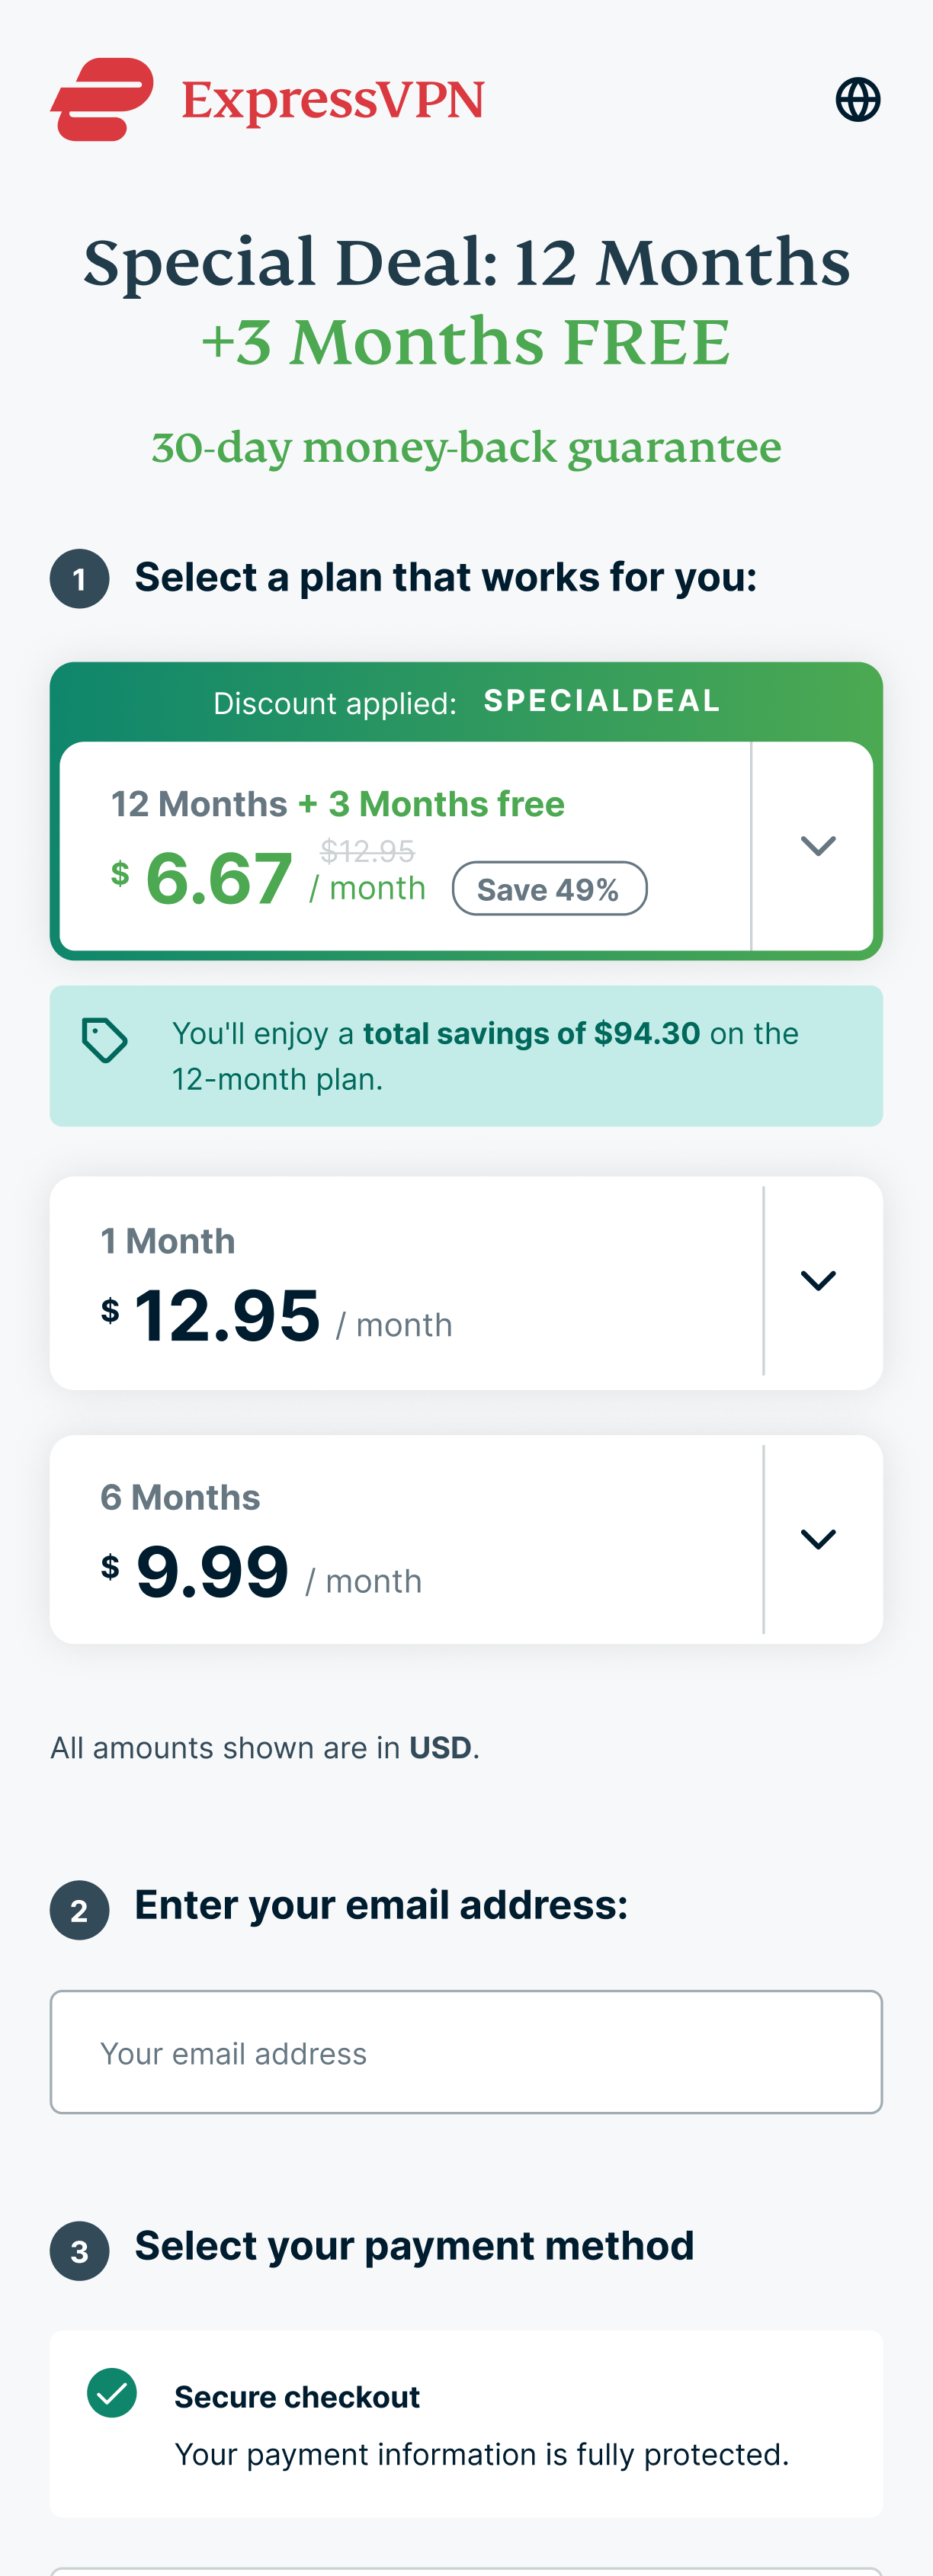 ExpressVPN
Special Deal: 12 Months
+3 Months FREE
30-day money-back guarantee
1 Select a plan that works for you:
Discount applied: SPECIALDEAL
12 Months + 3 Months free
$ 6.67 / month $12.95 Save 49%
You'll enjoy a total savings of $94.30 on the
12-month plan.
1 Month
$ 12.95 / month
6 Months
$ 9.99 / month
All amounts shown are in USD.
2 Enter your email address:
Your email address
3 Select your payment method
Secure checkout
Your payment information is fully protected.